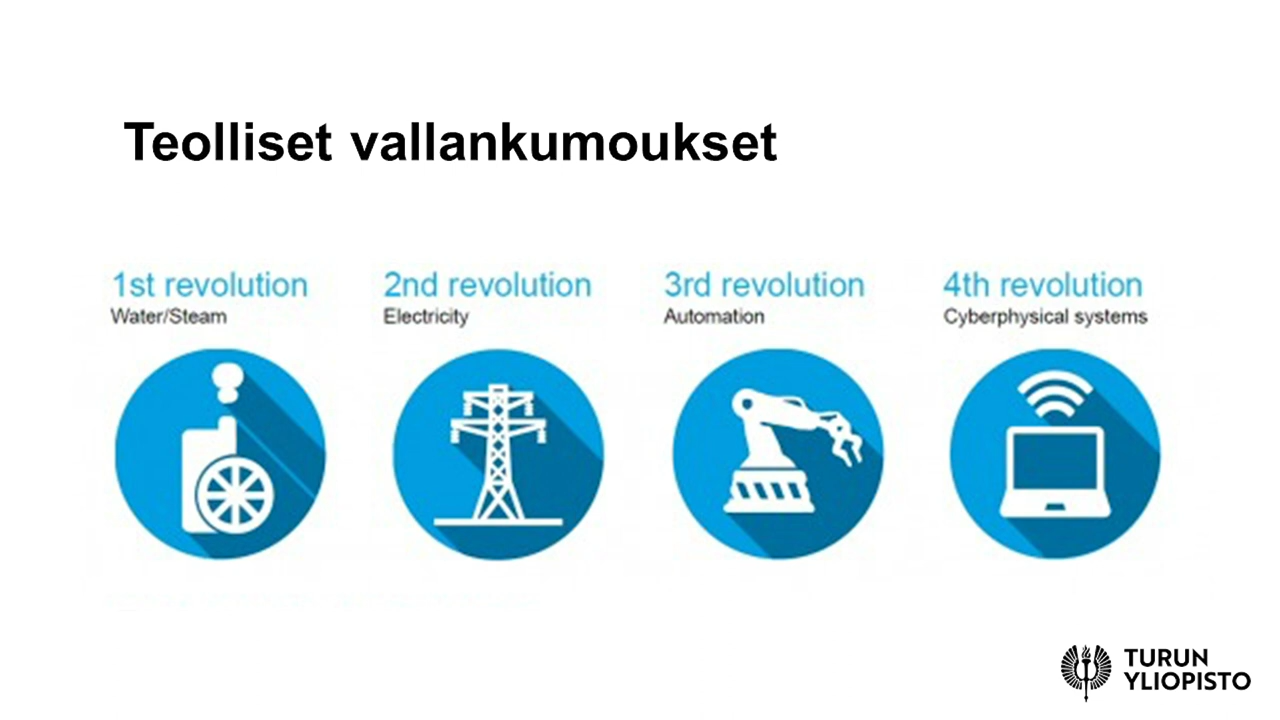 Teolliset vallankumoukset
1st revolution
Water/Steam
2nd revolution
Electricity
3rd revolution
Automation
4th revolution
Cyberphysical systems
TURUN
YLIOPISTO